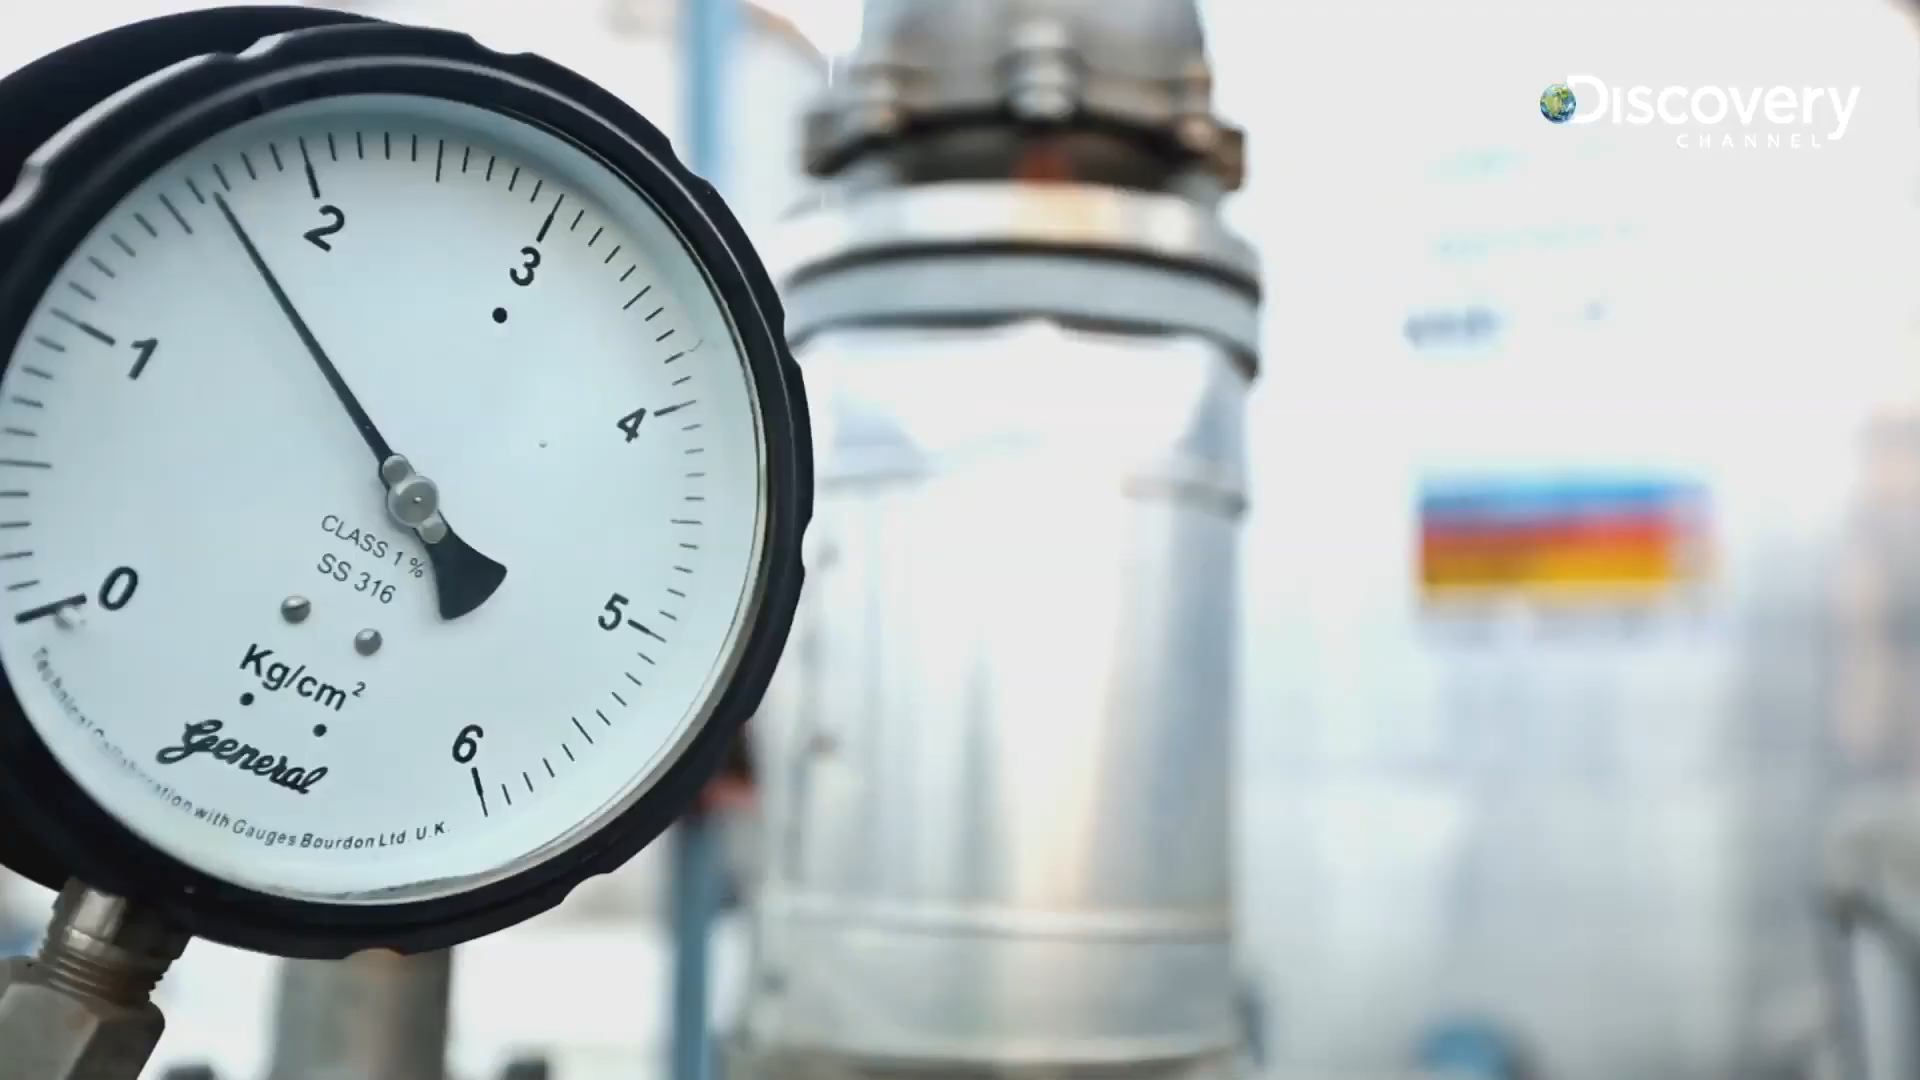 Discovery
CHANNEL
2
3
1
4
0
5
6
CLASS 1 %
SS 316
Kg/cm²
General
Technical Collaboration with Gauges Bourdon Ltd. U.K.